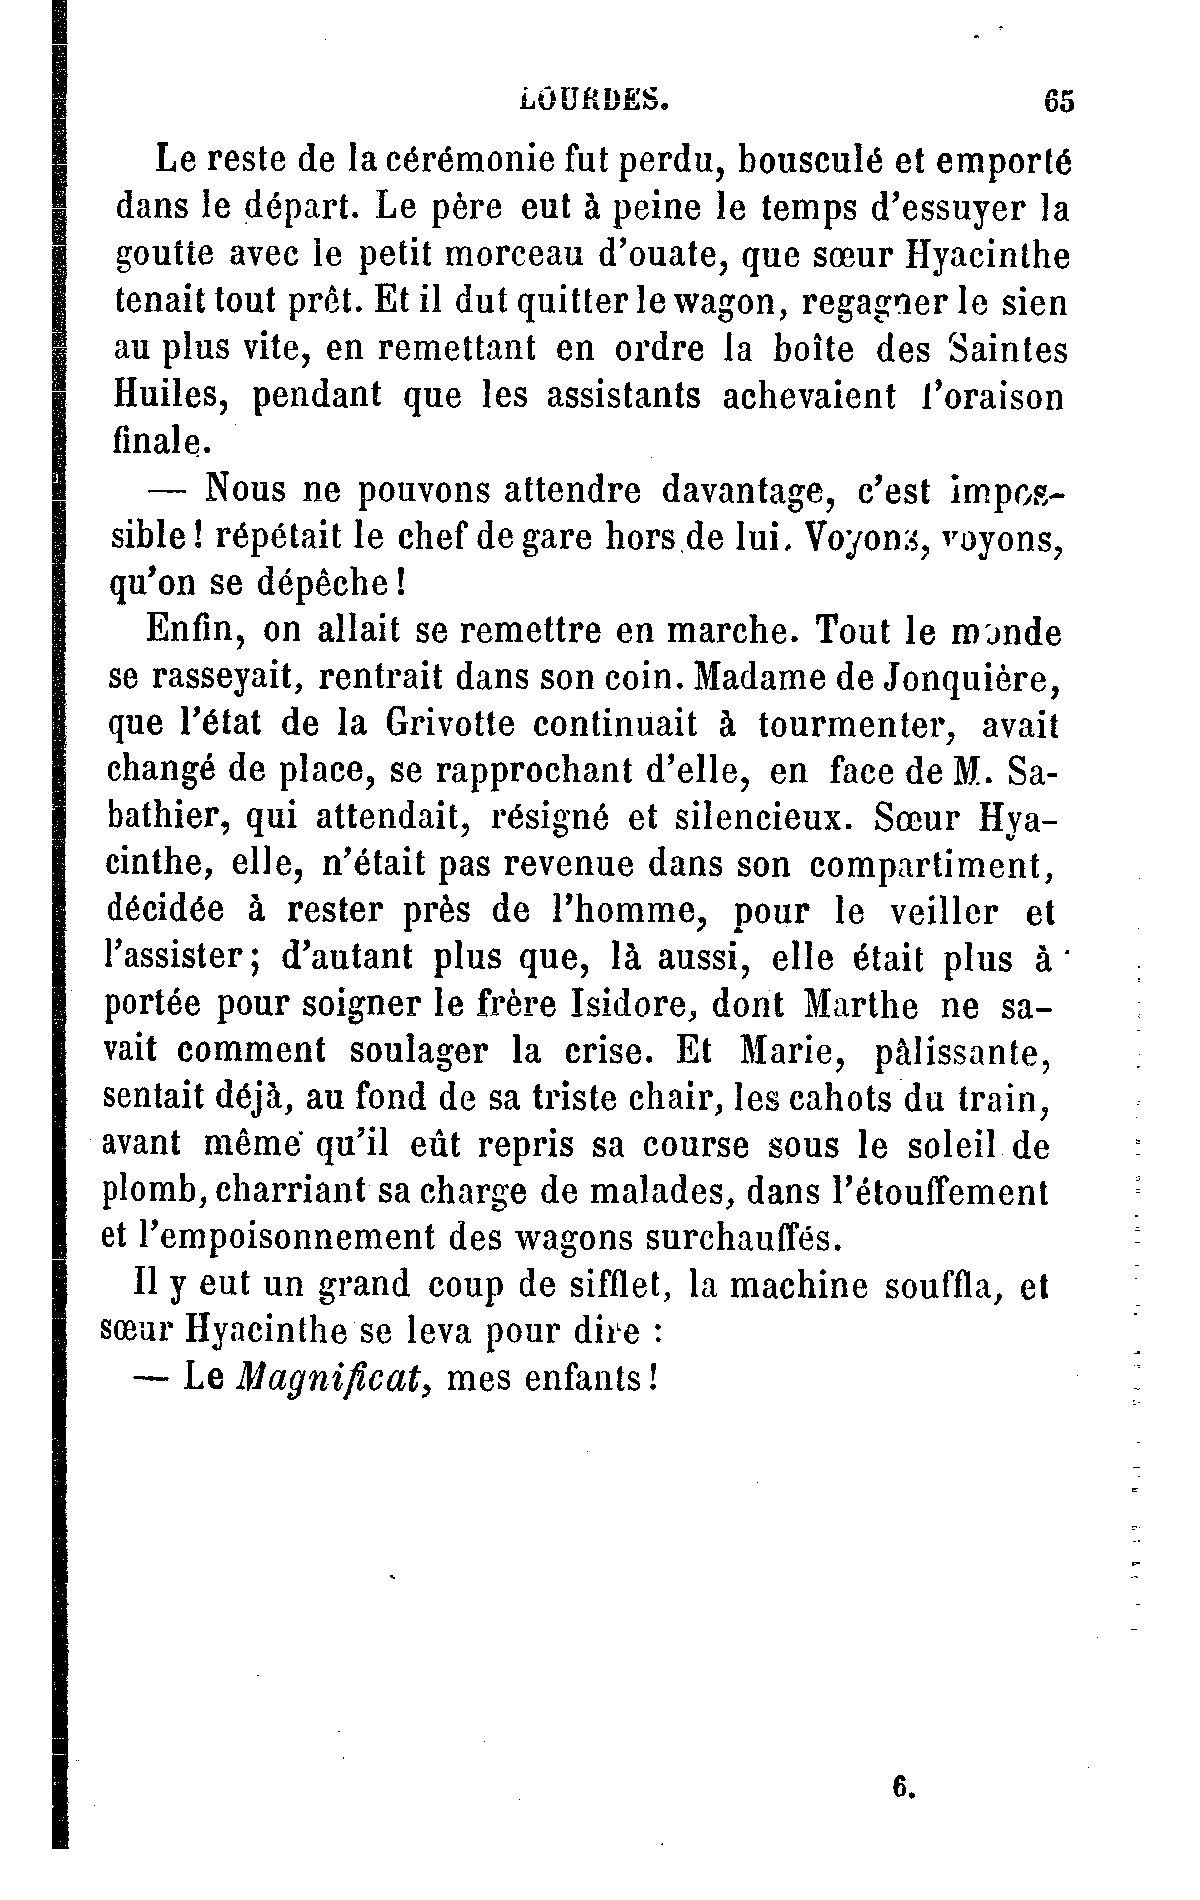 LOURDES. 65
Le reste de la cérémonie fut perdu, bousculé et emporté
dans le départ. Le père eut à peine le temps d'essuyer la
goutte avec le petit morceau d'ouate, que sœur Hyacinthe
tenait tout prêt. Et il dut quitter le wagon, regagner le sien
au plus vite, en remettant en ordre la boîte des Saintes
Huiles, pendant que les assistants achevaient l'oraison
finale.
— Nous ne pouvons attendre davantage, c'est impos-
sible! répétait le chef de gare hors de lui. Voyons, voyons,
qu'on se dépêche!
Enfin, on allait se remettre en marche. Tout le monde
se rasseyait, rentrait dans son coin. Madame de Jonquière,
que l'état de la Grivotte continuait à tourmenter, avait
changé de place, se rapprochant d'elle, en face de M. Sa-
bathier, qui attendait, résigné et silencieux. Sœur Hya-
cinthe, elle, n'était pas revenue dans son compartiment,
décidée à rester près de l'homme, pour le veiller et
l'assister; d'autant plus que, là aussi, elle était plus à
portée pour soigner le frère Isidore, dont Marthe ne sa-
vait comment soulager la crise. Et Marie, pâlissante,
sentait déjà, au fond de sa triste chair, les cahots du train,
avant même qu'il eût repris sa course sous le soleil de
plomb, charriant sa charge de malades, dans l'étouffement
et l'empoisonnement des wagons surchauffés.
Il y eut un grand coup de sifflet, la machine souffla, et
sœur Hyacinthe se leva pour dire :
— Le Magnificat, mes enfants!
6.